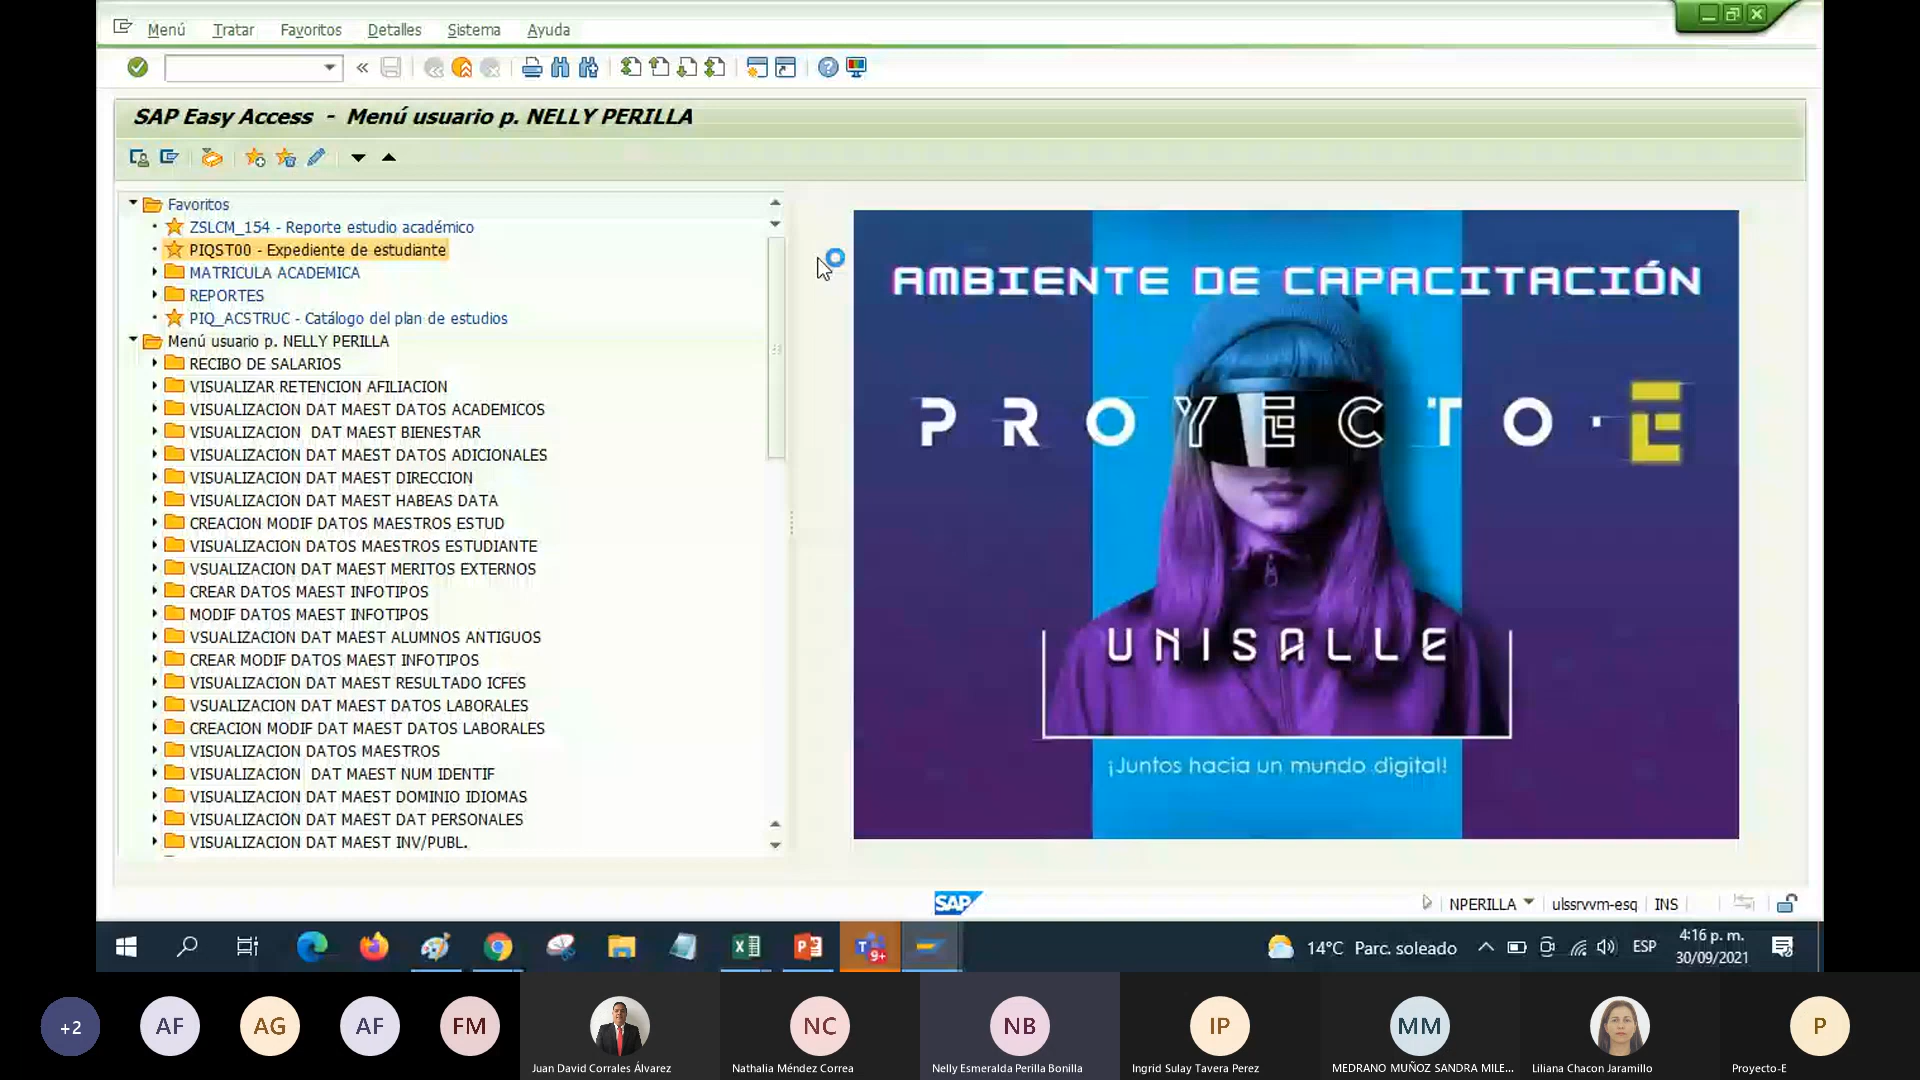 Menú Tratar Favoritos Detalles Sistema Ayuda
SAP Easy Access - Menú usuario p. NELLY PERILLA
Favoritos
ZSLCM_154 - Reporte estudio académico
PIQST00 - Expediente de estudiante
MATRICULA ACADEMICA
REPORTES
PIQ_ACSTRUC - Catálogo del plan de estudios
Menú usuario p. NELLY PERILLA
RECIBO DE SALARIOS
VISUALIZAR RETENCION AFILIACION
VISUALIZACION DAT MAEST DATOS ACADEMICOS
VISUALIZACION  DAT MAEST BIENESTAR
VISUALIZACION DAT MAEST DATOS ADICIONALES
VISUALIZACION DAT MAEST DIRECCION
VISUALIZACION DAT MAEST HABEAS DATA
CREACION MODIF DATOS MAESTROS ESTUD
VISUALIZACION DATOS MAESTROS ESTUDIANTE
VSUALIZACION DAT MAEST MERITOS EXTERNOS
CREAR DATOS MAEST INFOTIPOS
MODIF DATOS MAEST INFOTIPOS
VSUALIZACION DAT MAEST ALUMNOS ANTIGUOS
CREAR MODIF DATOS MAEST INFOTIPOS
VISUALIZACION DAT MAEST RESULTADO ICFES
VSUALIZACION DAT MAEST DATOS LABORALES
CREACION MODIF DAT MAEST DATOS LABORALES
VISUALIZACION DATOS MAESTROS
VISUALIZACION  DAT MAEST NUM IDENTIF
VISUALIZACION DAT MAEST DOMINIO IDIOMAS
VISUALIZACION DAT MAEST DAT PERSONALES
VISUALIZACION DAT MAEST INV/PUBL.
AMBIENTE DE CAPACITACIÓN
PROYECTO·E
UNISALLE
¡Juntos hacia un mundo digital!
SAP
NPERILLA ulssrvvm-esq INS
9+
14°C Parc. soleado ESP
4:16 p. m.
30/09/2021
+2 AF AG AF FM NC NB IP MM P
Juan David Corrales Álvarez
Nathalia Méndez Correa
Nelly Esmeralda Perilla Bonilla
Ingrid Sulay Tavera Perez
MEDRANO MUÑOZ SANDRA MILE...
Liliana Chacon Jaramillo
Proyecto-E